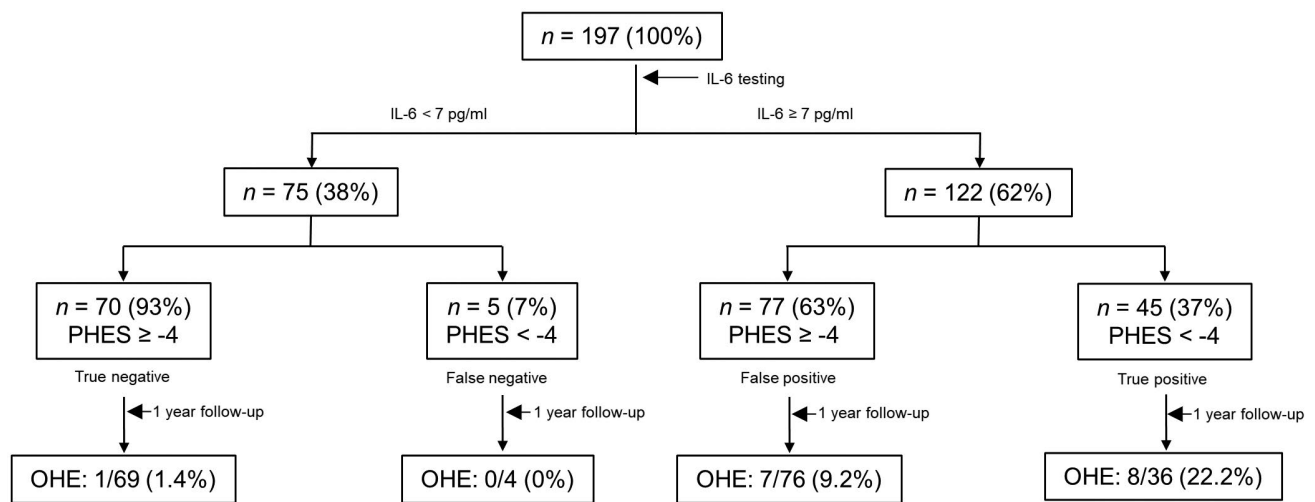 n = 197 (100%)
IL-6 testing
IL-6 < 7 pg/ml
IL-6 ≥ 7 pg/ml
n = 75 (38%)
n = 122 (62%)
n = 70 (93%)
PHES ≥ -4
n = 5 (7%)
PHES < -4
n = 77 (63%)
PHES ≥ -4
n = 45 (37%)
PHES < -4
True negative
False negative
False positive
True positive
1 year follow-up
1 year follow-up
1 year follow-up
1 year follow-up
OHE: 1/69 (1.4%)
OHE: 0/4 (0%)
OHE: 7/76 (9.2%)
OHE: 8/36 (22.2%)